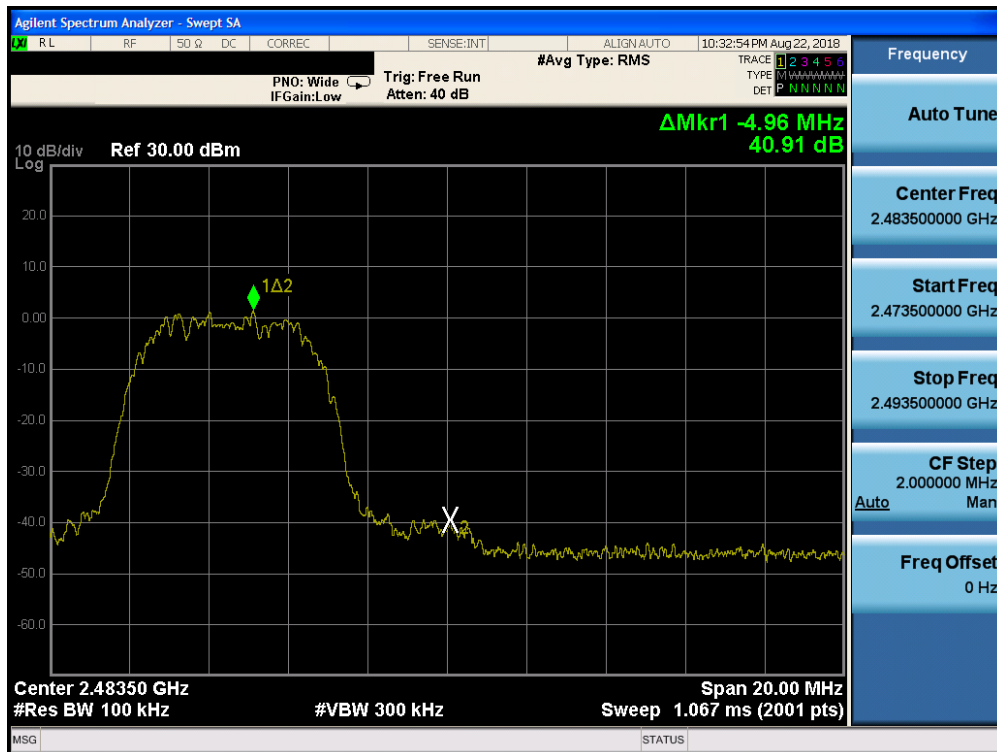 Agilent Spectrum Analyzer - Swept SA
LXI RL RF 50 Ω DC CORREC SENSE:INT ALIGN AUTO 10:32:54 PM Aug 22, 2018
#Avg Type: RMS TRACE 1 2 3 4 5 6
PNO: Wide Trig: Free Run TYPE M WWWWW
IFGain:Low Atten: 40 dB DET P N N N N N
ΔMkr1 -4.96 MHz
40.91 dB
10 dB/div Ref 30.00 dBm
Log
20.0
10.0
1Δ2
0.00
-10.0
-20.0
-30.0
-40.0
2
-50.0
-60.0
Center 2.48350 GHz Span 20.00 MHz
#Res BW 100 kHz #VBW 300 kHz Sweep 1.067 ms (2001 pts)
MSG STATUS
Frequency
Auto Tune
Center Freq
2.483500000 GHz
Start Freq
2.473500000 GHz
Stop Freq
2.493500000 GHz
CF Step
2.000000 MHz
Auto Man
Freq Offset
0 Hz